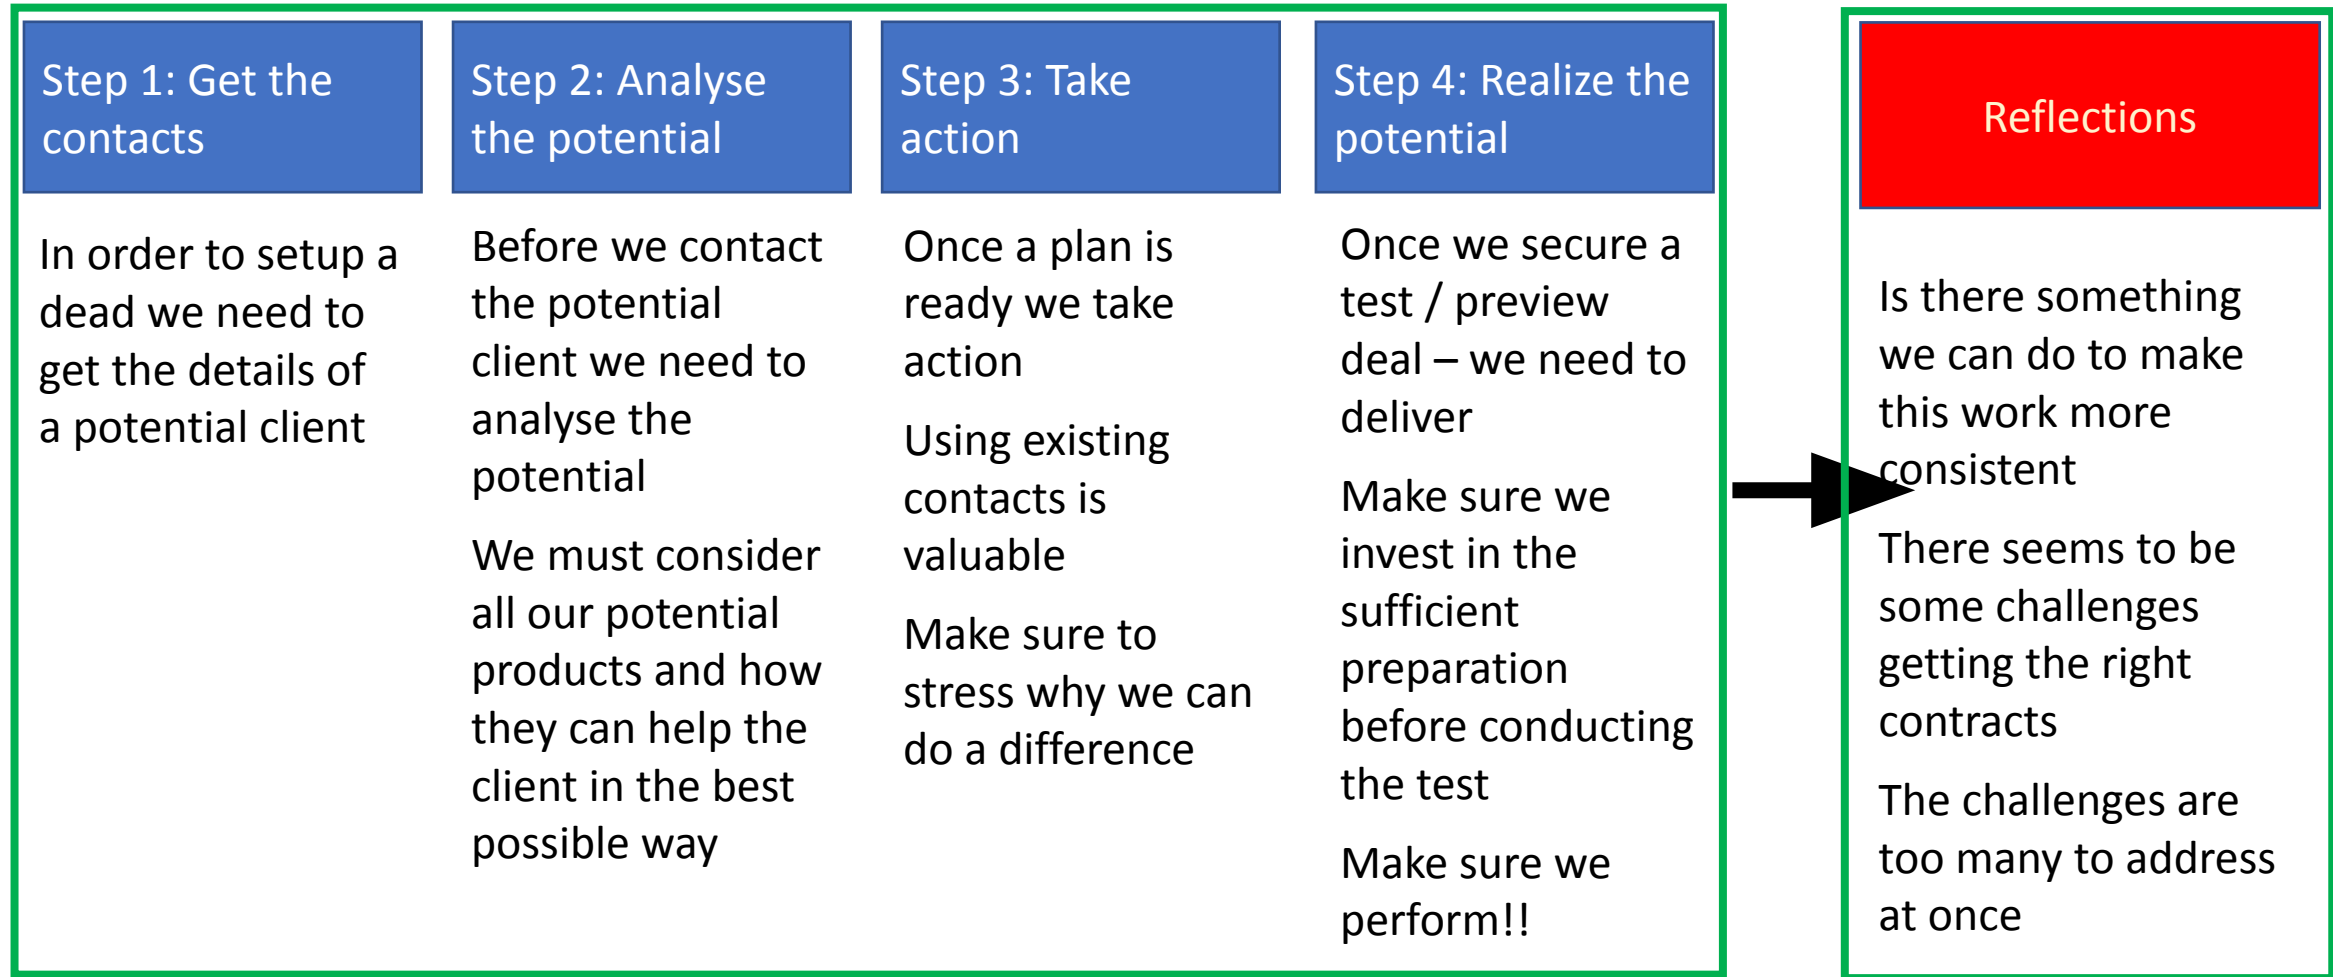 Step 1: Get the
contacts
In order to setup a
dead we need to
get the details of
a potential client
Step 2: Analyse
the potential
Before we contact
the potential
client we need to
analyse the
potential
We must consider
all our potential
products and how
they can help the
client in the best
possible way
Step 3: Take
action
Once a plan is
ready we take
action
Using existing
contacts is
valuable
Make sure to
stress why we can
do a difference
Step 4: Realize the
potential
Once we secure a
test / preview
deal – we need to
deliver
Make sure we
invest in the
sufficient
preparation
before conducting
the test
Make sure we
perform!!
Reflections
Is there something
we can do to make
this work more
consistent
There seems to be
some challenges
getting the right
contracts
The challenges are
too many to address
at once